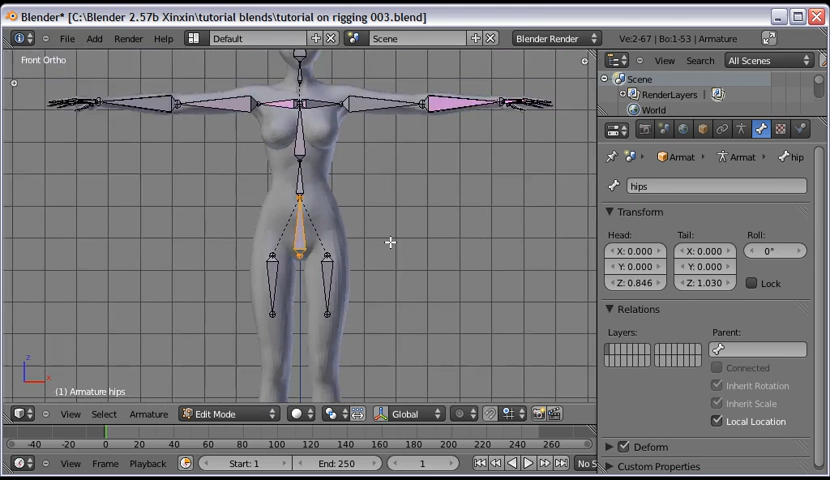 Blender* [C:\Blender 2.57b Xinxin\tutorial blends\tutorial on rigging 003.blend]
File Add Render Help Default Scene Blender Render Ve:2-67 | Bo:1-53 | Armature
Front Ortho
View Search All Scenes
Scene
RenderLayers |
World
Armat Armat hip
hips
Transform
Head: Tail: Roll:
X: 0.000 X: 0.000 0°
Y: 0.000 Y: 0.000
Z: 0.846 Z: 1.030 Lock
Relations
Layers: Parent:
Connected
Inherit Rotation
Inherit Scale
Local Location
z
x
(1) Armature hips
View Select Armature Edit Mode Global
-40 -20 0 20 40 60 80 100 120 140 160 180 200 220 240 260
Deform
View Frame Playback Start: 1 End: 250 1 No S
Custom Properties